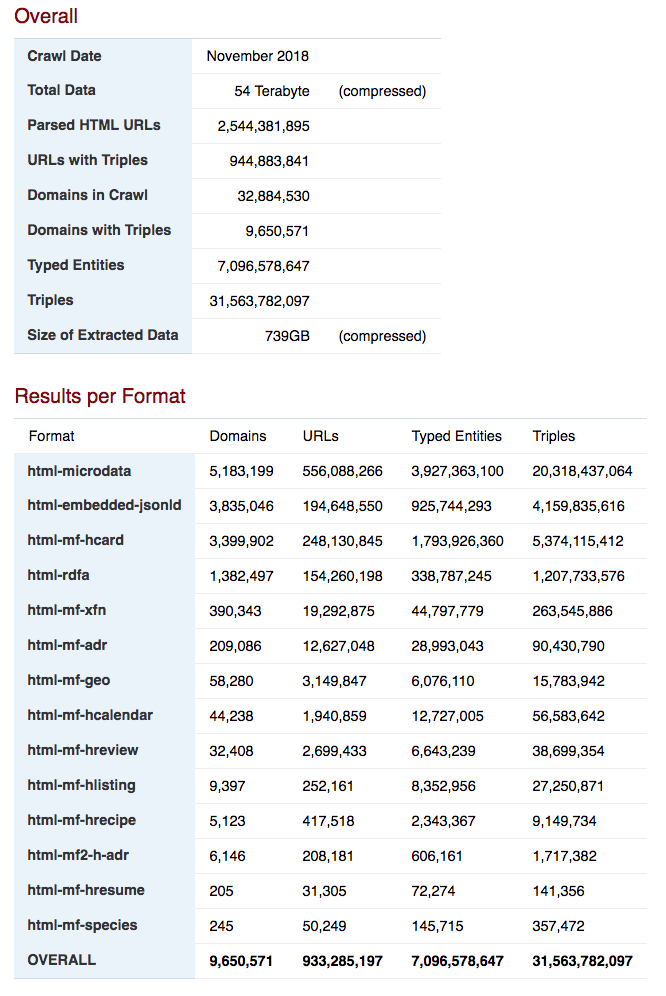 Overall
Crawl Date November 2018
Total Data 54 Terabyte (compressed)
Parsed HTML URLs 2,544,381,895
URLs with Triples 944,883,841
Domains in Crawl 32,884,530
Domains with Triples 9,650,571
Typed Entities 7,096,578,647
Triples 31,563,782,097
Size of Extracted Data 739GB (compressed)
Results per Format
Format Domains URLs Typed Entities Triples
html-microdata 5,183,199 556,088,266 3,927,363,100 20,318,437,064
html-embedded-jsonld 3,835,046 194,648,550 925,744,293 4,159,835,616
html-mf-hcard 3,399,902 248,130,845 1,793,926,360 5,374,115,412
html-rdfa 1,382,497 154,260,198 338,787,245 1,207,733,576
html-mf-xfn 390,343 19,292,875 44,797,779 263,545,886
html-mf-adr 209,086 12,627,048 28,993,043 90,430,790
html-mf-geo 58,280 3,149,847 6,076,110 15,783,942
html-mf-hcalendar 44,238 1,940,859 12,727,005 56,583,642
html-mf-hreview 32,408 2,699,433 6,643,239 38,699,354
html-mf-hlisting 9,397 252,161 8,352,956 27,250,871
html-mf-hrecipe 5,123 417,518 2,343,367 9,149,734
html-mf2-h-adr 6,146 208,181 606,161 1,717,382
html-mf-hresume 205 31,305 72,274 141,356
html-mf-species 245 50,249 145,715 357,472
OVERALL 9,650,571 933,285,197 7,096,578,647 31,563,782,097